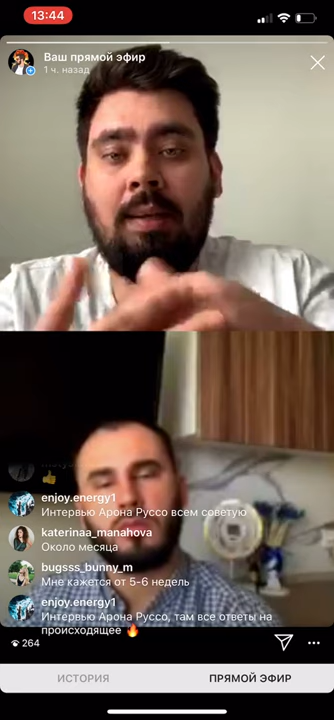 13:44
Ваш прямой эфир
1 ч. назад
👍
enjoy.energy1
Интервью Арона Руссо всем советую
katerinaa_manahova
Около месяца
bugsss_bunny_m
Мне кажется от 5-6 недель
enjoy.energy1
Интервью Арона Руссо, там все ответы на
происходящее 🔥
264
ИСТОРИЯ
ПРЯМОЙ ЭФИР